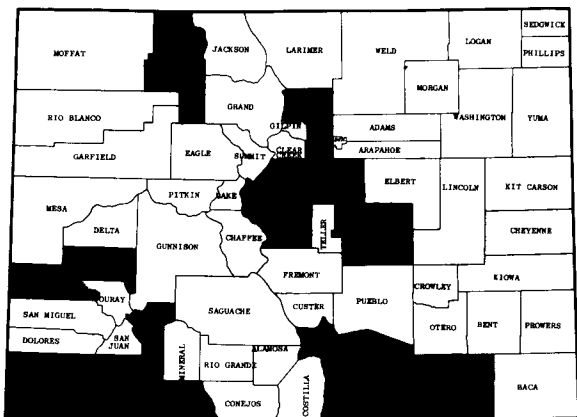 SEDGWICK
MOFFAT
JACKSON
LARIMER
WELD
LOGAN
PHILLIPS
MORGAN
GRAND
RIO BLANCO
WASHINGTON
YUMA
GILPIN
ADAMS
CLEAR
CREEK
EAGLE
SUMMIT
ARAPAHOE
GARFIELD
ELBERT
LINCOLN
KIT CARSON
PITKIN
LAKE
MESA
DELTA
GUNNISON
CHAFFEE
TELLER
CHEYENNE
FREMONT
KIOWA
OURAY
SAGUACHE
CUSTER
PUEBLO
CROWLEY
SAN MIGUEL
DOLORES
SAN
JUAN
OTERO
BENT
PROWERS
MINERAL
RIO GRANDE
ALAMOSA
CONEJOS
COSTILLA
BACA